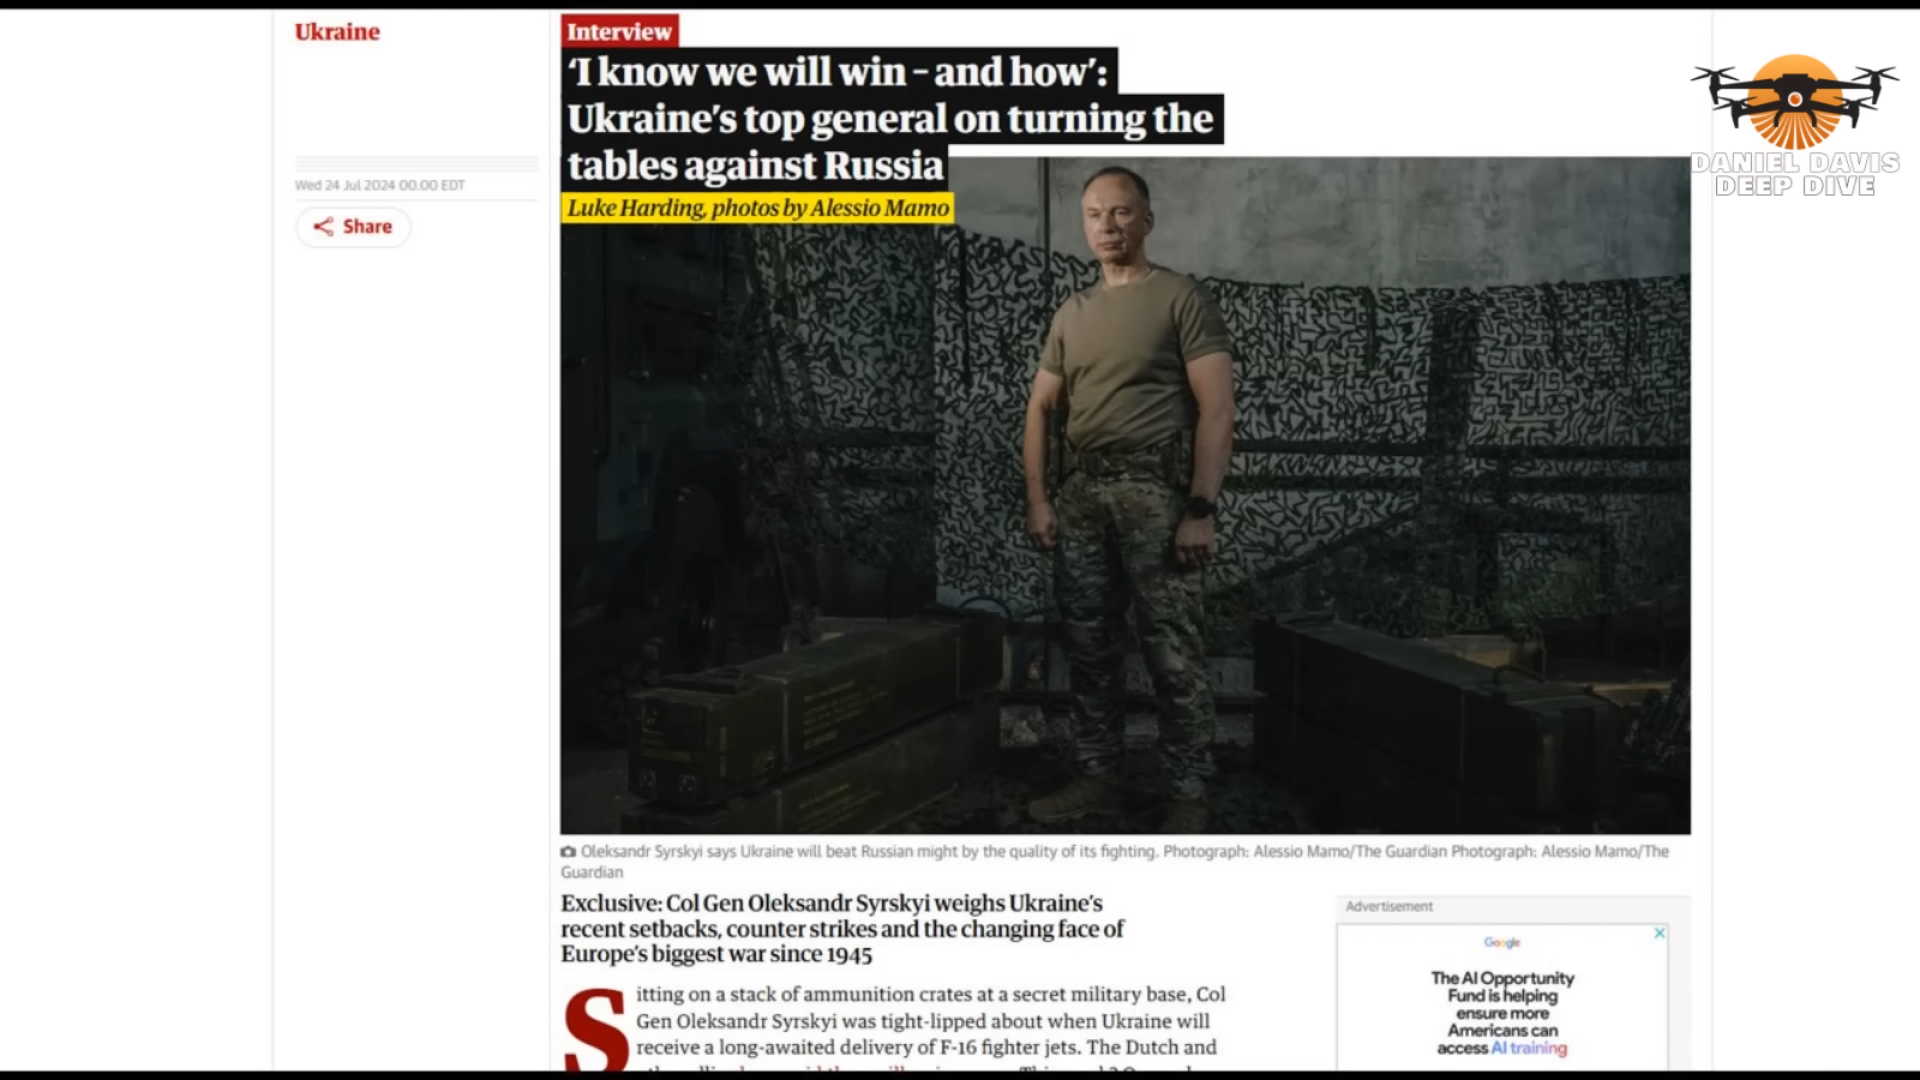 Ukraine
Wed 24 Jul 2024 00.00 EDT
Share
Interview
‘I know we will win – and how’:
Ukraine’s top general on turning the
tables against Russia
Luke Harding, photos by Alessio Mamo
DANIEL DAVIS
DEEP DIVE
Oleksandr Syrskyi says Ukraine will beat Russian might by the quality of its fighting. Photograph: Alessio Mamo/The Guardian Photograph: Alessio Mamo/The
Guardian
Exclusive: Col Gen Oleksandr Syrskyi weighs Ukraine’s
recent setbacks, counter strikes and the changing face of
Europe’s biggest war since 1945
Sitting on a stack of ammunition crates at a secret military base, Col
Gen Oleksandr Syrskyi was tight-lipped about when Ukraine will
receive a long-awaited delivery of F-16 fighter jets. The Dutch and
Advertisement
Google
The AI Opportunity
Fund is helping
ensure more
Americans can
access AI training